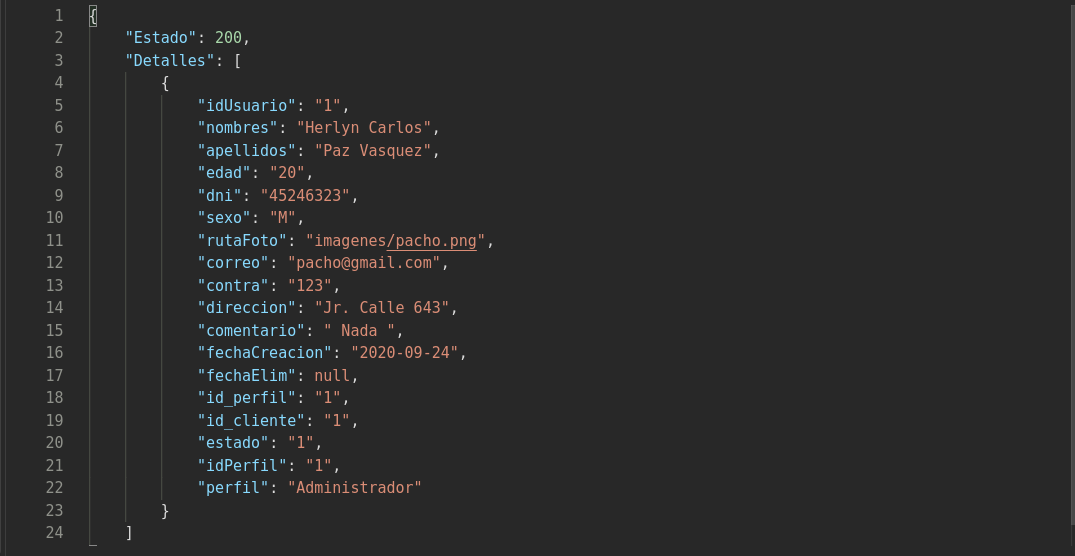 1 {
2 "Estado": 200,
3 "Detalles": [
4 {
5 "idUsuario": "1",
6 "nombres": "Herlyn Carlos",
7 "apellidos": "Paz Vasquez",
8 "edad": "20",
9 "dni": "45246323",
10 "sexo": "M",
11 "rutaFoto": "imagenes/pacho.png",
12 "correo": "pacho@gmail.com",
13 "contra": "123",
14 "direccion": "Jr. Calle 643",
15 "comentario": " Nada ",
16 "fechaCreacion": "2020-09-24",
17 "fechaElim": null,
18 "id_perfil": "1",
19 "id_cliente": "1",
20 "estado": "1",
21 "idPerfil": "1",
22 "perfil": "Administrador"
23 }
24 ]